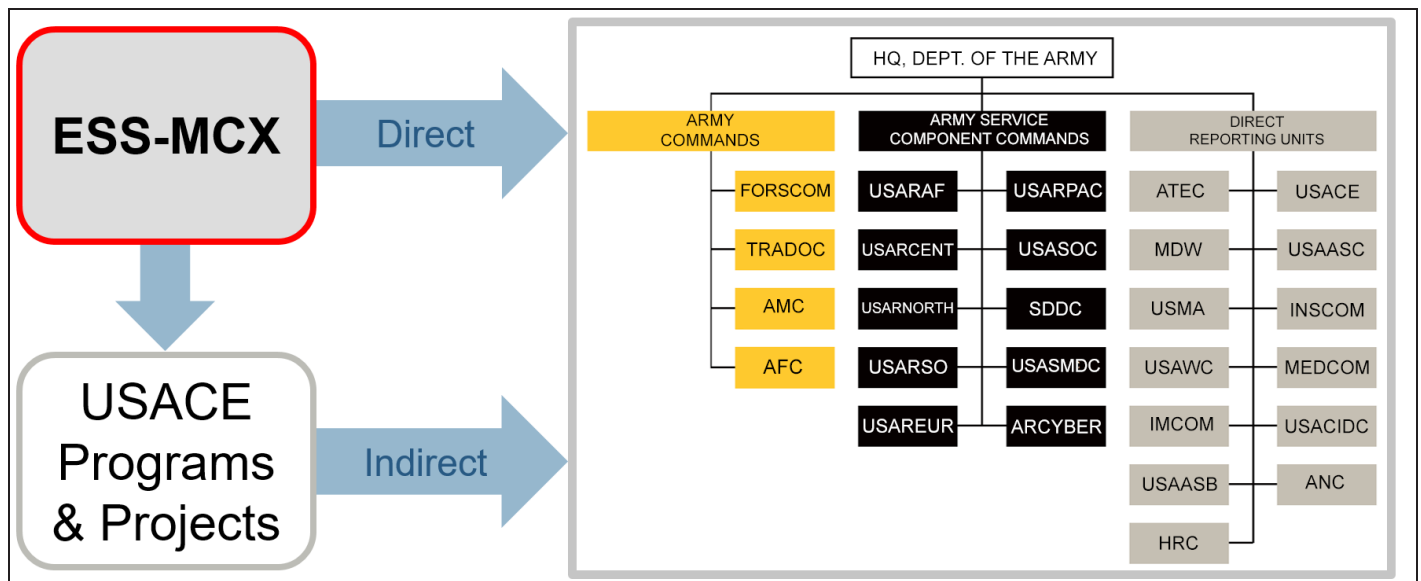 ESS-MCX
Direct
USACE
Programs
& Projects
Indirect
HQ, DEPT. OF THE ARMY
ARMY
COMMANDS
FORSCOM
TRADOC
AMC
AFC
ARMY SERVICE
COMPONENT COMMANDS
USARAF
USARPAC
USARCENT
USASOC
USARNORTH
SDDC
USARSO
USASMĐC
USAREUR
ARCYBER
DIRECT
REPORTING UNITS
ATEC
USACE
MDW
USAASC
USMA
INSCOM
USAWC
MEDCOM
IMCOM
USACIDC
USAASB
ANC
HRC